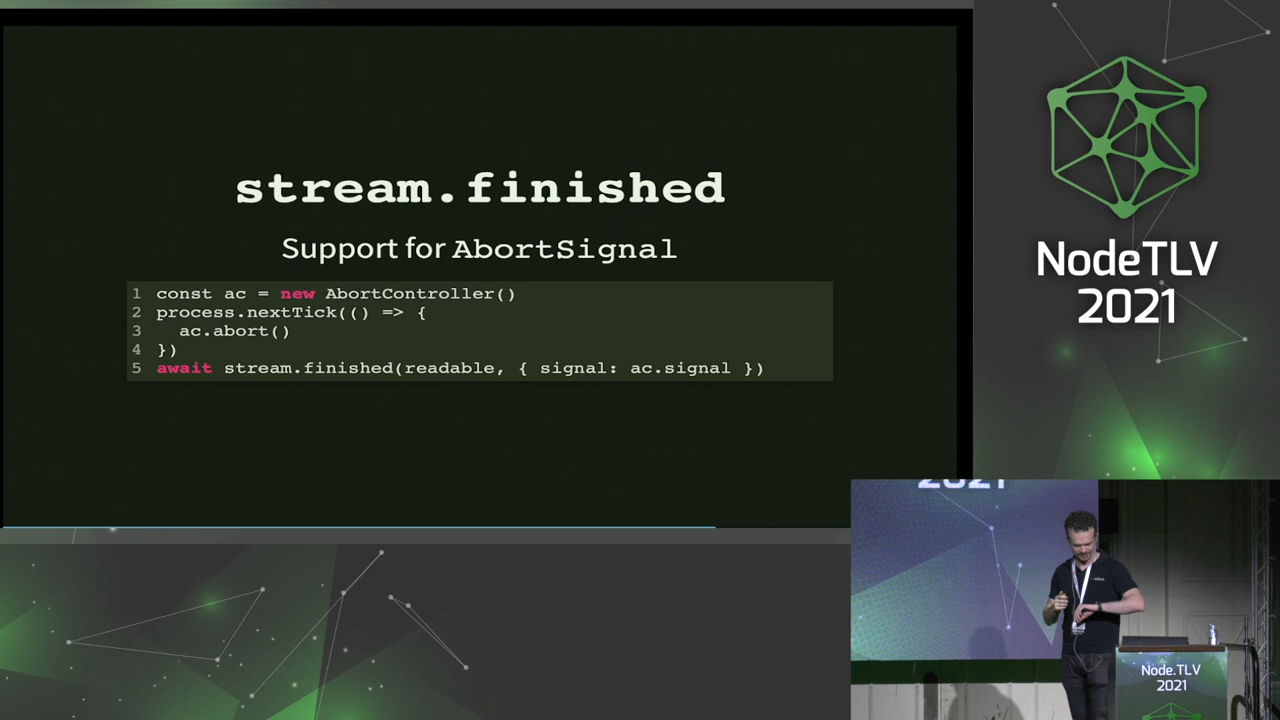 stream.finished
Support for AbortSignal
1 const ac = new AbortController()
2 process.nextTick(() => {
3   ac.abort()
4 })
5 await stream.finished(readable, { signal: ac.signal })
NodeTLV
2021
2021
Node.TLV
2021